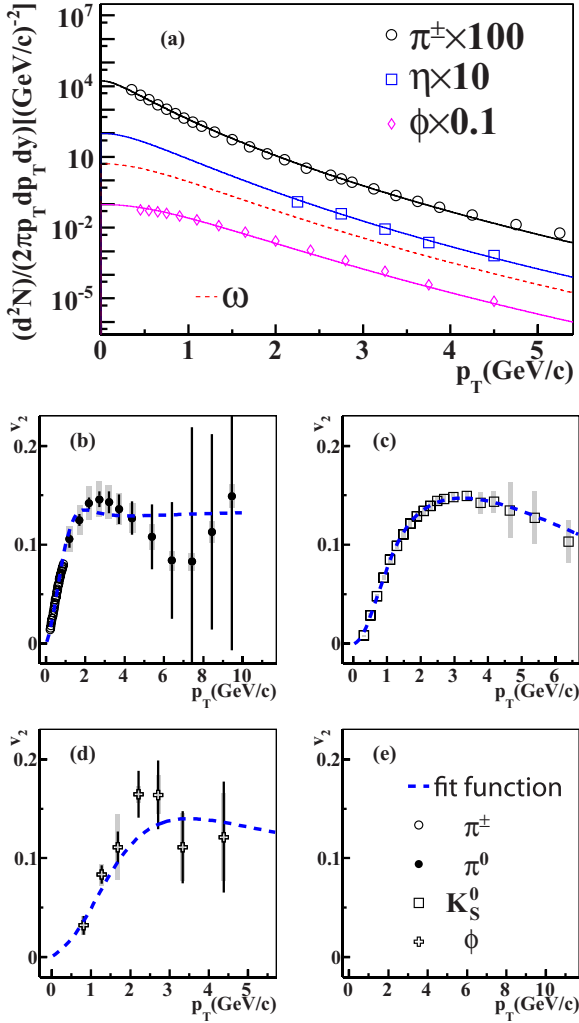 (a)
π±×100
η×10
φ×0.1
ω
(d²N)/(2πp_T dp_T dy)[(GeV/c)⁻²]
10⁴
10
10⁻²
10⁻⁵
0 1 2 3 4 5
p_T(GeV/c)
(b)
v₂
0.2
0.1
0
0 2 4 6 8 10
p_T(GeV/c)
(c)
v₂
0.2
0.1
0
0 1 2 3 4 5 6
p_T(GeV/c)
(d)
v₂
0.2
0.1
0
0 1 2 3 4 5
p_T(GeV/c)
(e)
v₂
0.2
0.1
0
fit function
π±
π⁰
K⁰_S
φ
0 2 4 6 8 10
p_T(GeV/c)